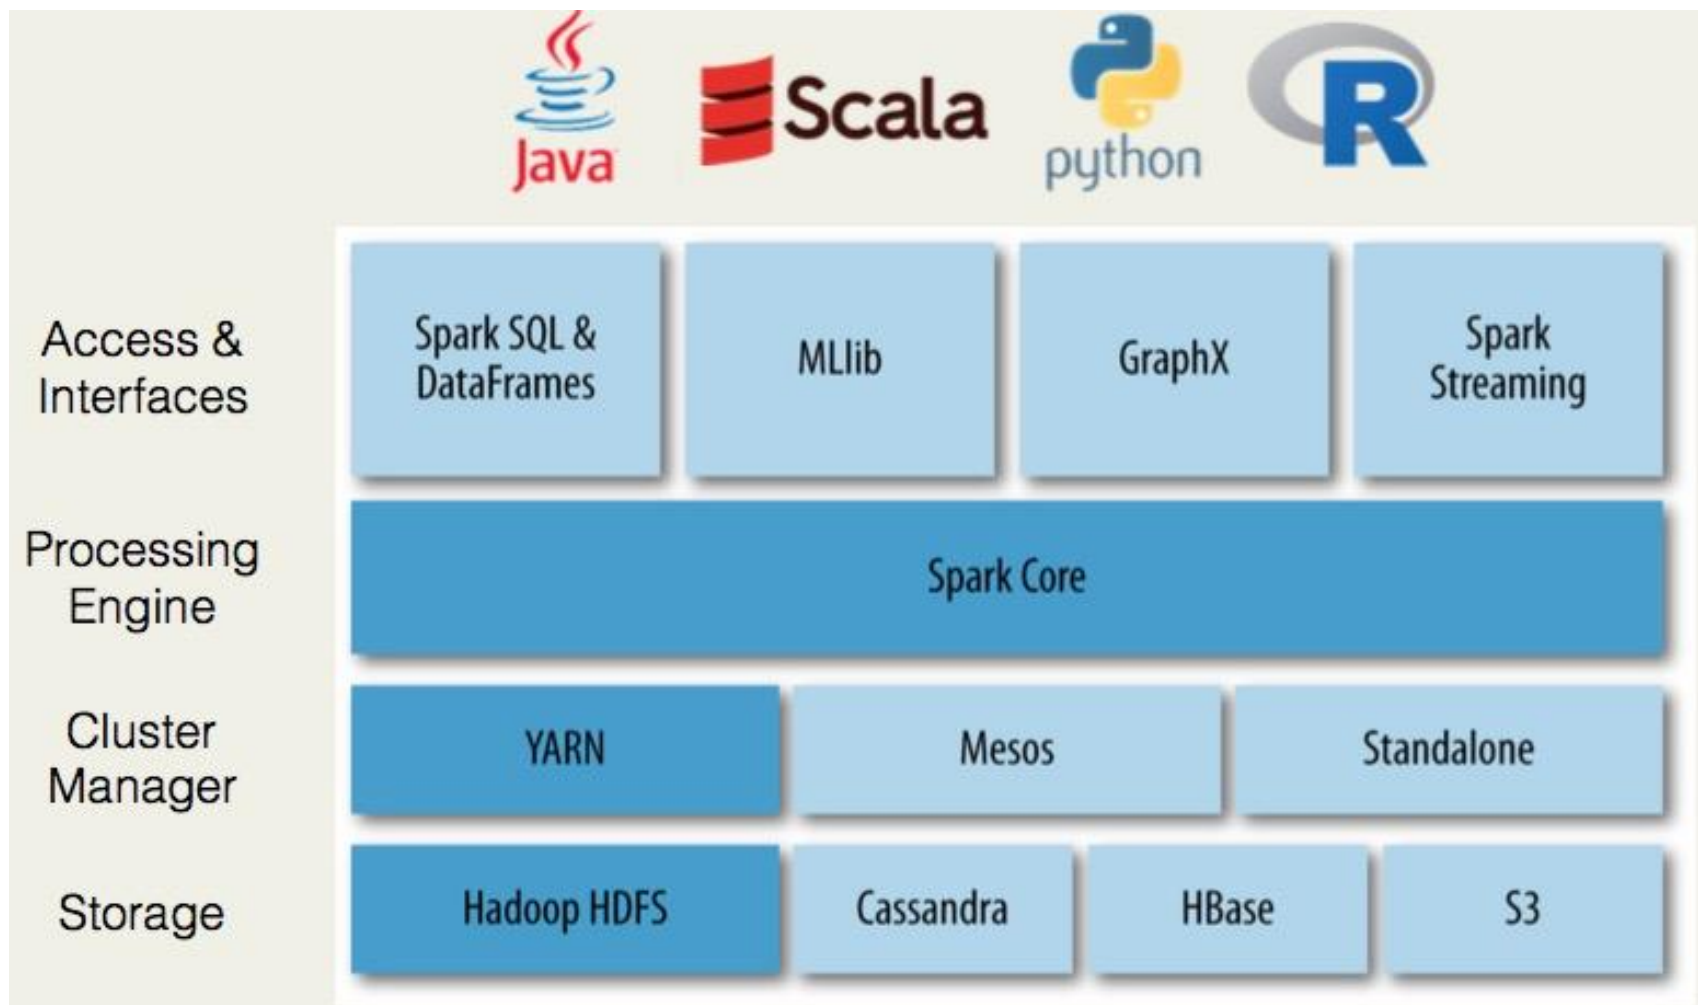 Java
Scala
python
R
Access &
Interfaces
Spark SQL &
DataFrames
MLlib
GraphX
Spark
Streaming
Processing
Engine
Spark Core
Cluster
Manager
YARN
Mesos
Standalone
Storage
Hadoop HDFS
Cassandra
HBase
S3